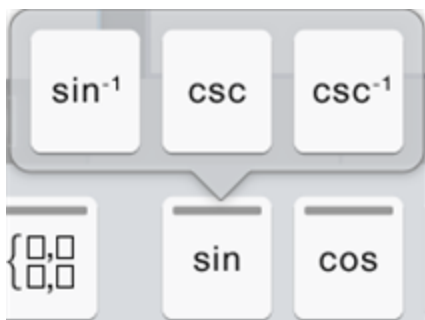 sin⁻¹ csc csc⁻¹
{▯,▯ sin cos
{▯,▯